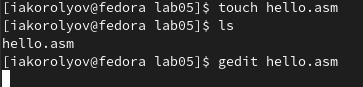 [iakorolyov@fedora lab05]$ touch hello.asm
[iakorolyov@fedora lab05]$ ls
hello.asm
[iakorolyov@fedora lab05]$ gedit hello.asm